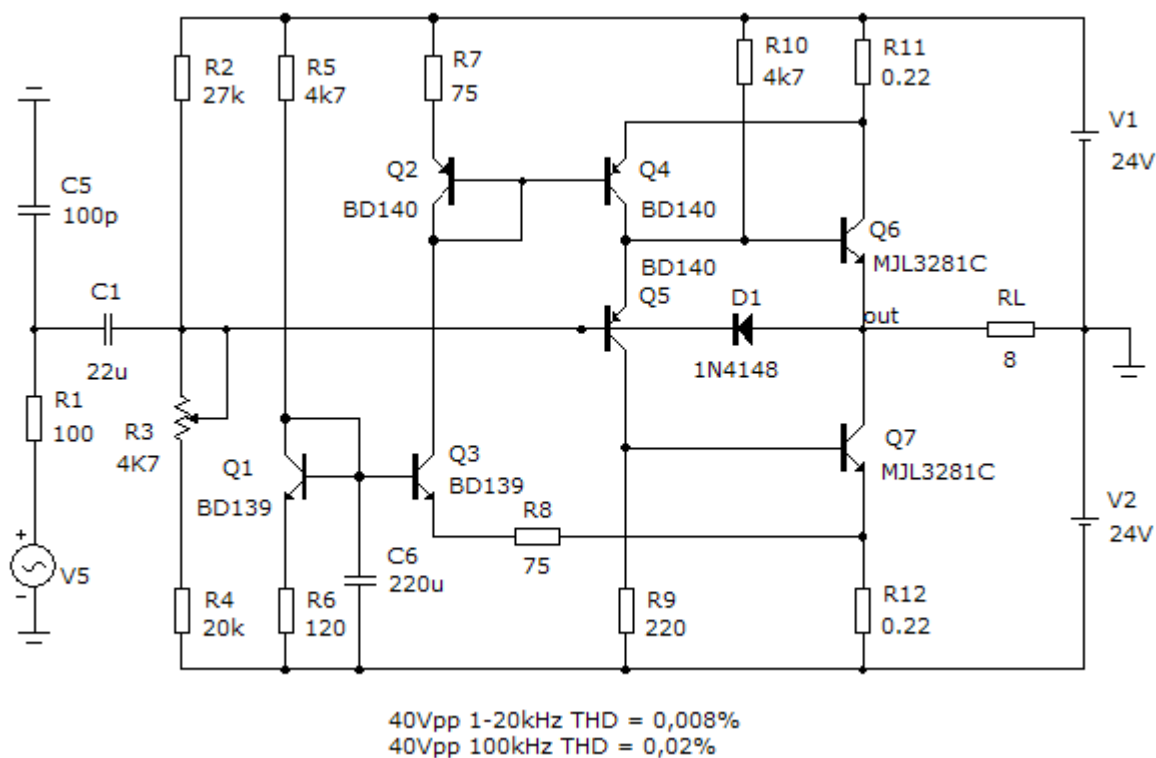 R2
27k
R5
4k7
R7
75
R10
4k7
R11
0.22
V1
24V
C5
100p
Q2
BD140
Q4
BD140
Q6
MJL3281C
C1
22u
BD140
Q5
D1
1N4148
out
RL
8
R1
100
R3
4K7
Q1
BD139
Q3
BD139
Q7
MJL3281C
R8
75
V2
24V
+
V5
-
C6
220u
R4
20k
R6
120
R9
220
R12
0.22
40Vpp 1-20kHz THD = 0,008%
40Vpp 100kHz THD = 0,02%